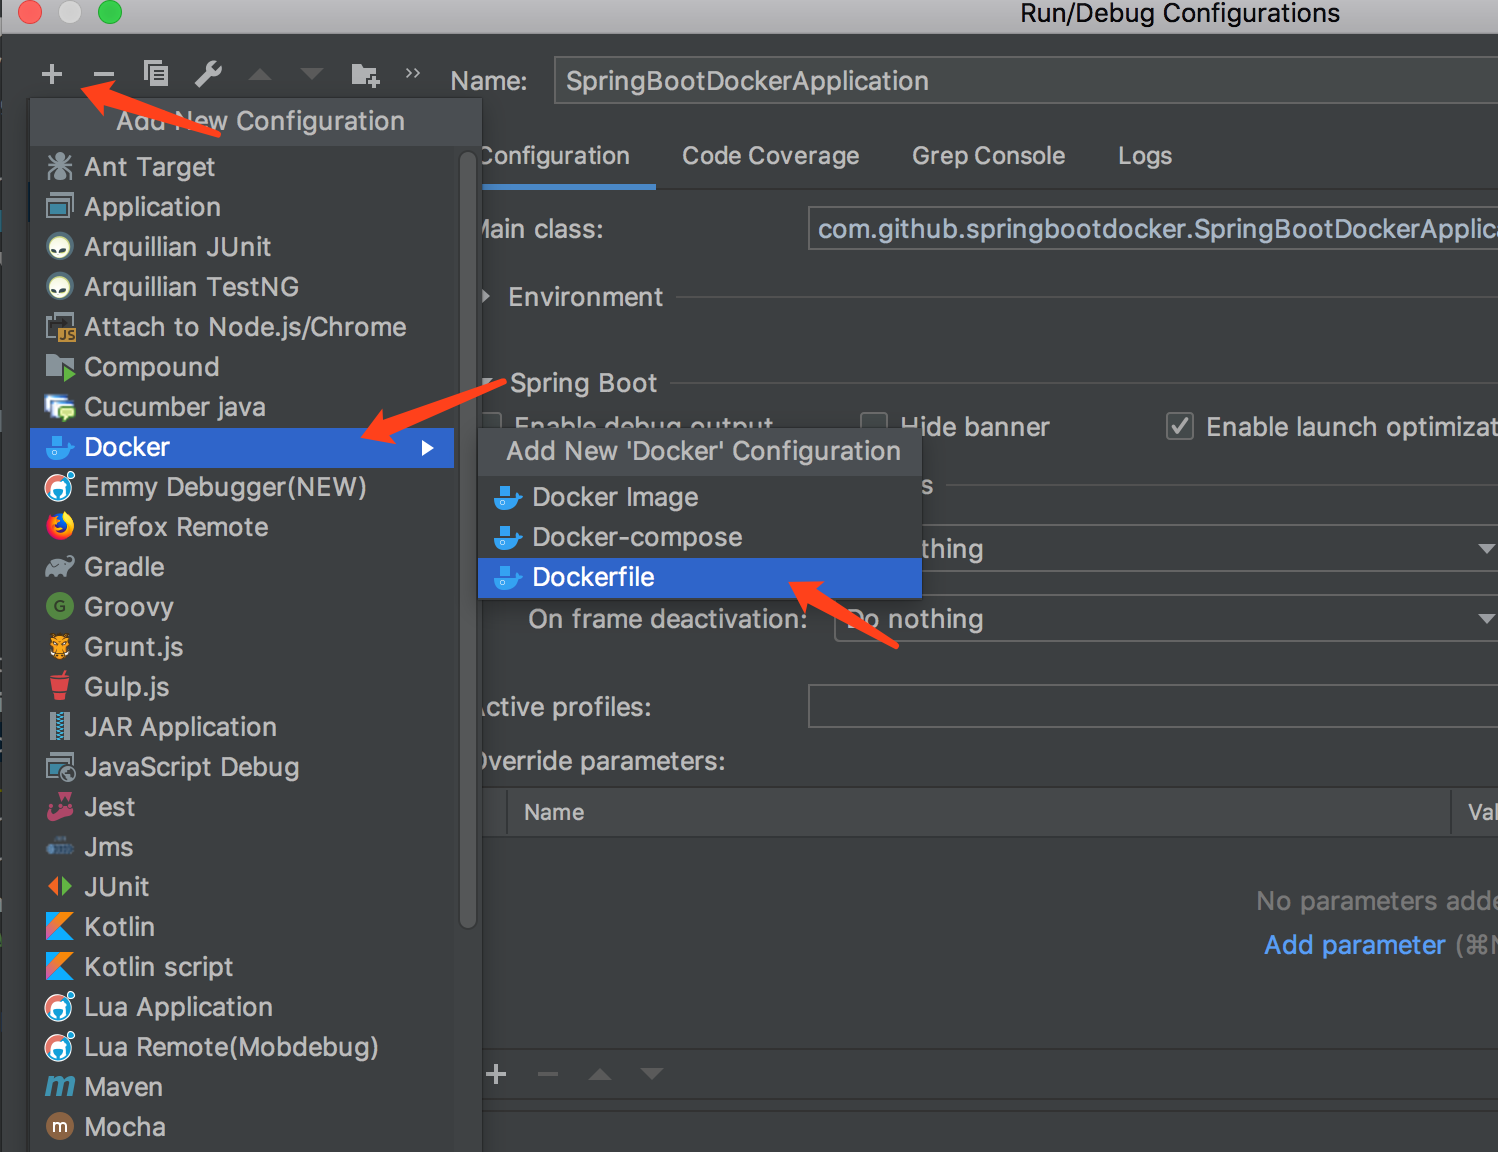 Run/Debug Configurations
Name: SpringBootDockerApplication
Add New Configuration
Ant Target
Application
Arquillian JUnit
Arquillian TestNG
Attach to Node.js/Chrome
Compound
Cucumber java
Docker
Emmy Debugger(NEW)
Firefox Remote
Gradle
Groovy
Grunt.js
Gulp.js
JAR Application
JavaScript Debug
Jest
Jms
JUnit
Kotlin
Kotlin script
Lua Application
Lua Remote(Mobdebug)
Maven
Mocha
Configuration Code Coverage Grep Console Logs
Main class: com.github.springbootdocker.SpringBootDockerApplic
Environment
Spring Boot
Enable debug output Hide banner Enable launch optimizat
Add New 'Docker' Configuration
Docker Image
Docker-compose
Dockerfile
s
thing
On frame deactivation: Do nothing
Active profiles:
Override parameters:
Name Val
No parameters adde
Add parameter (⌘N